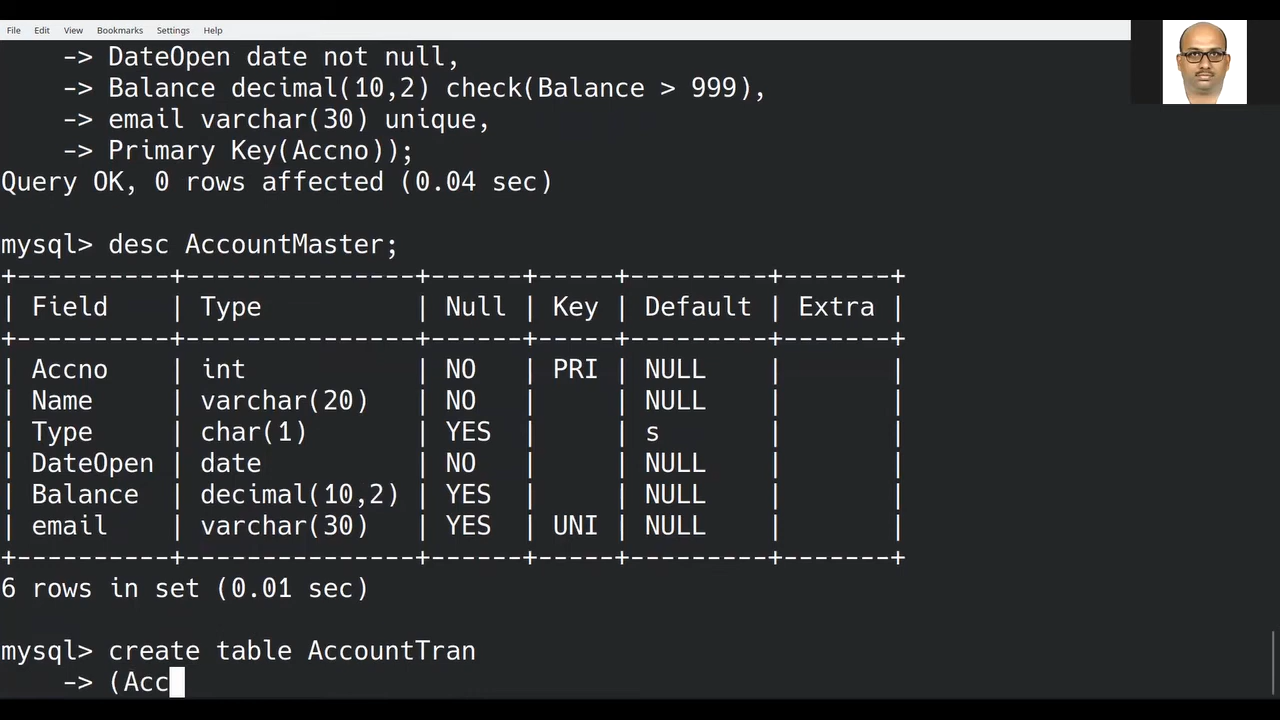 File Edit View Bookmarks Settings Help
-> DateOpen date not null,
-> Balance decimal(10,2) check(Balance > 999),
-> email varchar(30) unique,
-> Primary Key(Accno));
Query OK, 0 rows affected (0.04 sec)
mysql> desc AccountMaster;
+----------+---------------+------+-----+---------+-------+
| Field    | Type          | Null | Key | Default | Extra |
+----------+---------------+------+-----+---------+-------+
| Accno    | int           | NO   | PRI | NULL    |       |
| Name     | varchar(20)   | NO   |     | NULL    |       |
| Type     | char(1)       | YES  |     | s       |       |
| DateOpen | date          | NO   |     | NULL    |       |
| Balance  | decimal(10,2) | YES  |     | NULL    |       |
| email    | varchar(30)   | YES  | UNI | NULL    |       |
+----------+---------------+------+-----+---------+-------+
6 rows in set (0.01 sec)
mysql> create table AccountTran
-> (Acc